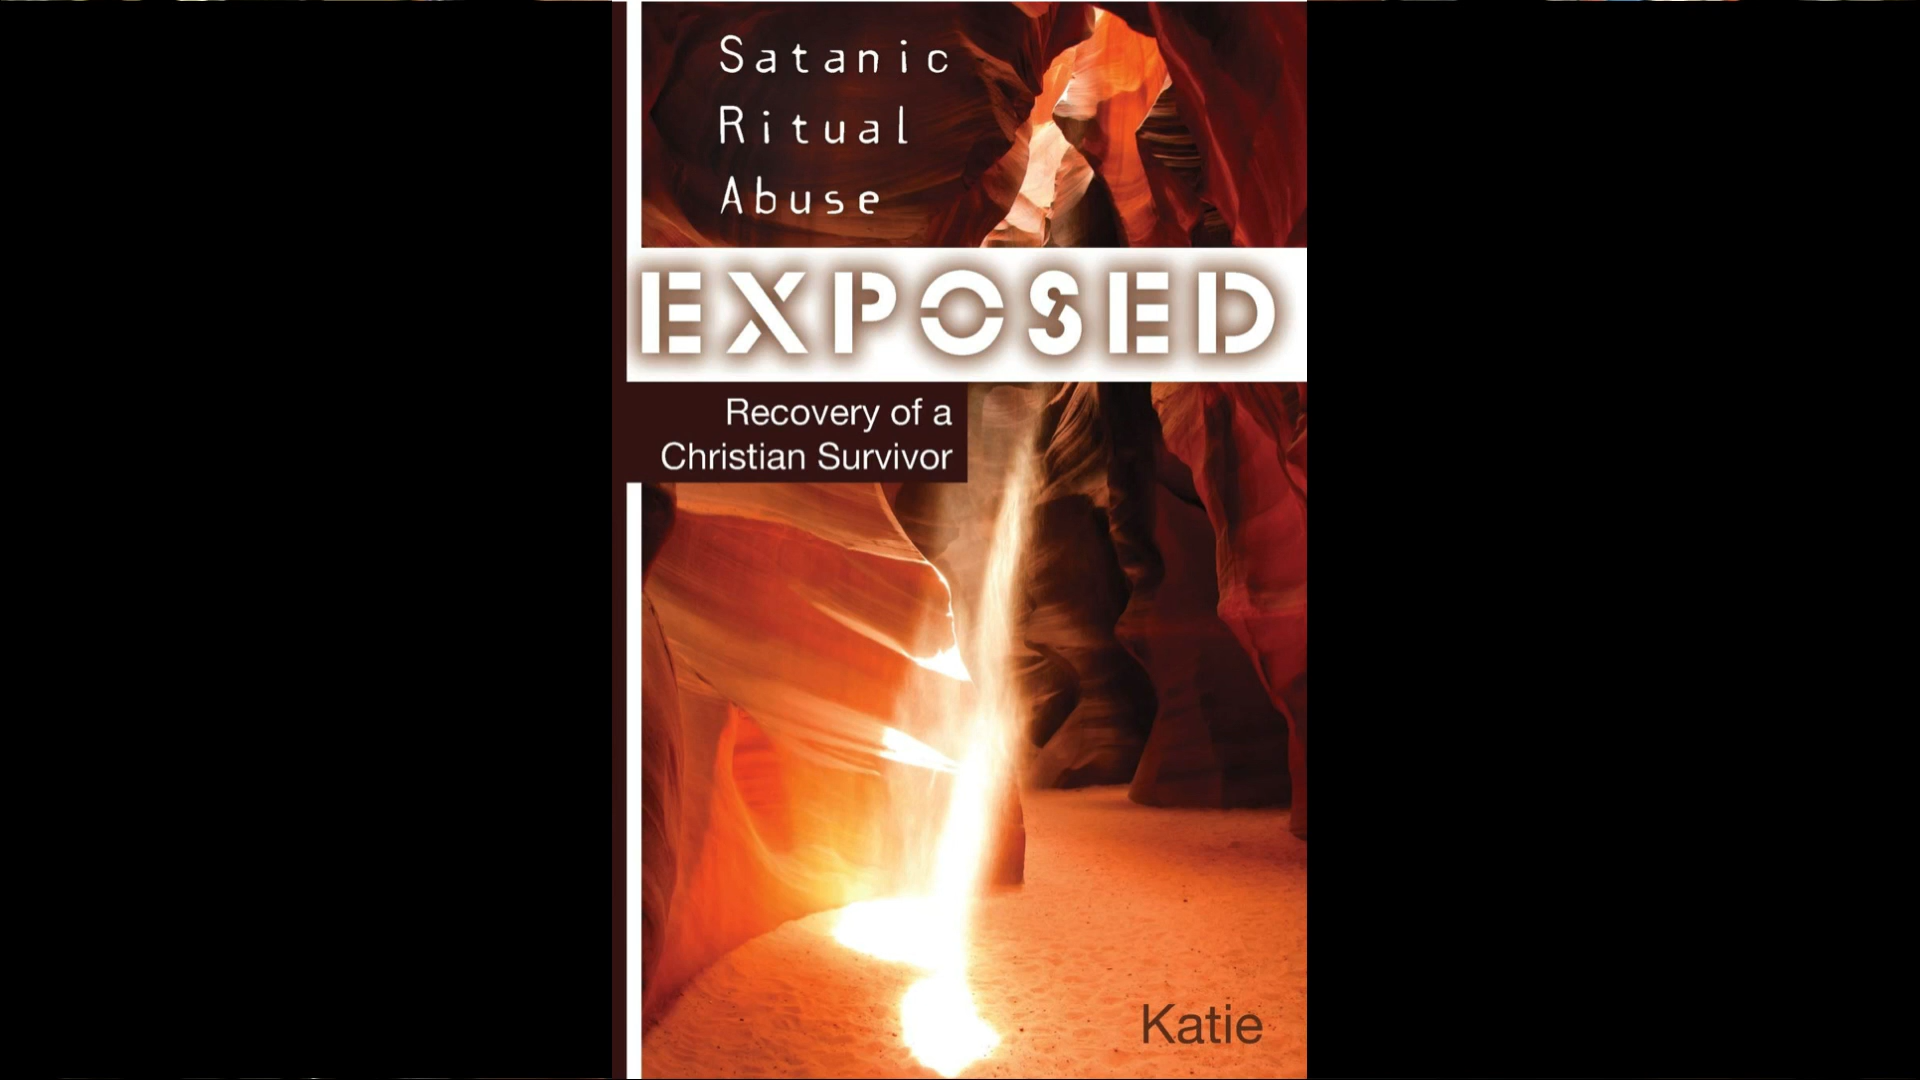 Satanic
Ritual
Abuse
EXPOSED
Recovery of a
Christian Survivor
Katie